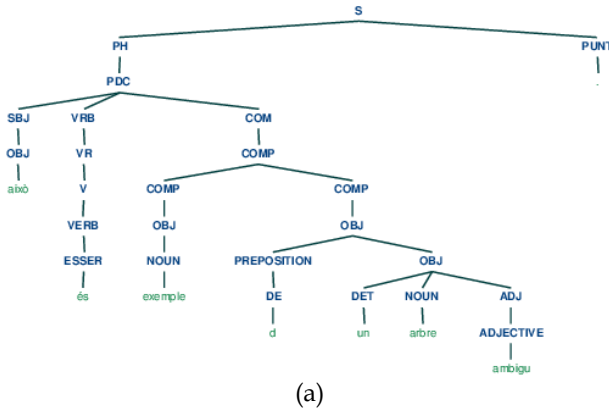 S
PH PUNT
PDC .
SBJ VRB COM
OBJ VR COMP
això V COMP COMP
VERB OBJ OBJ
ESSER NOUN PREPOSITION OBJ
és exemple DE DET NOUN ADJ
d un arbre ADJECTIVE
ambigu
(a)